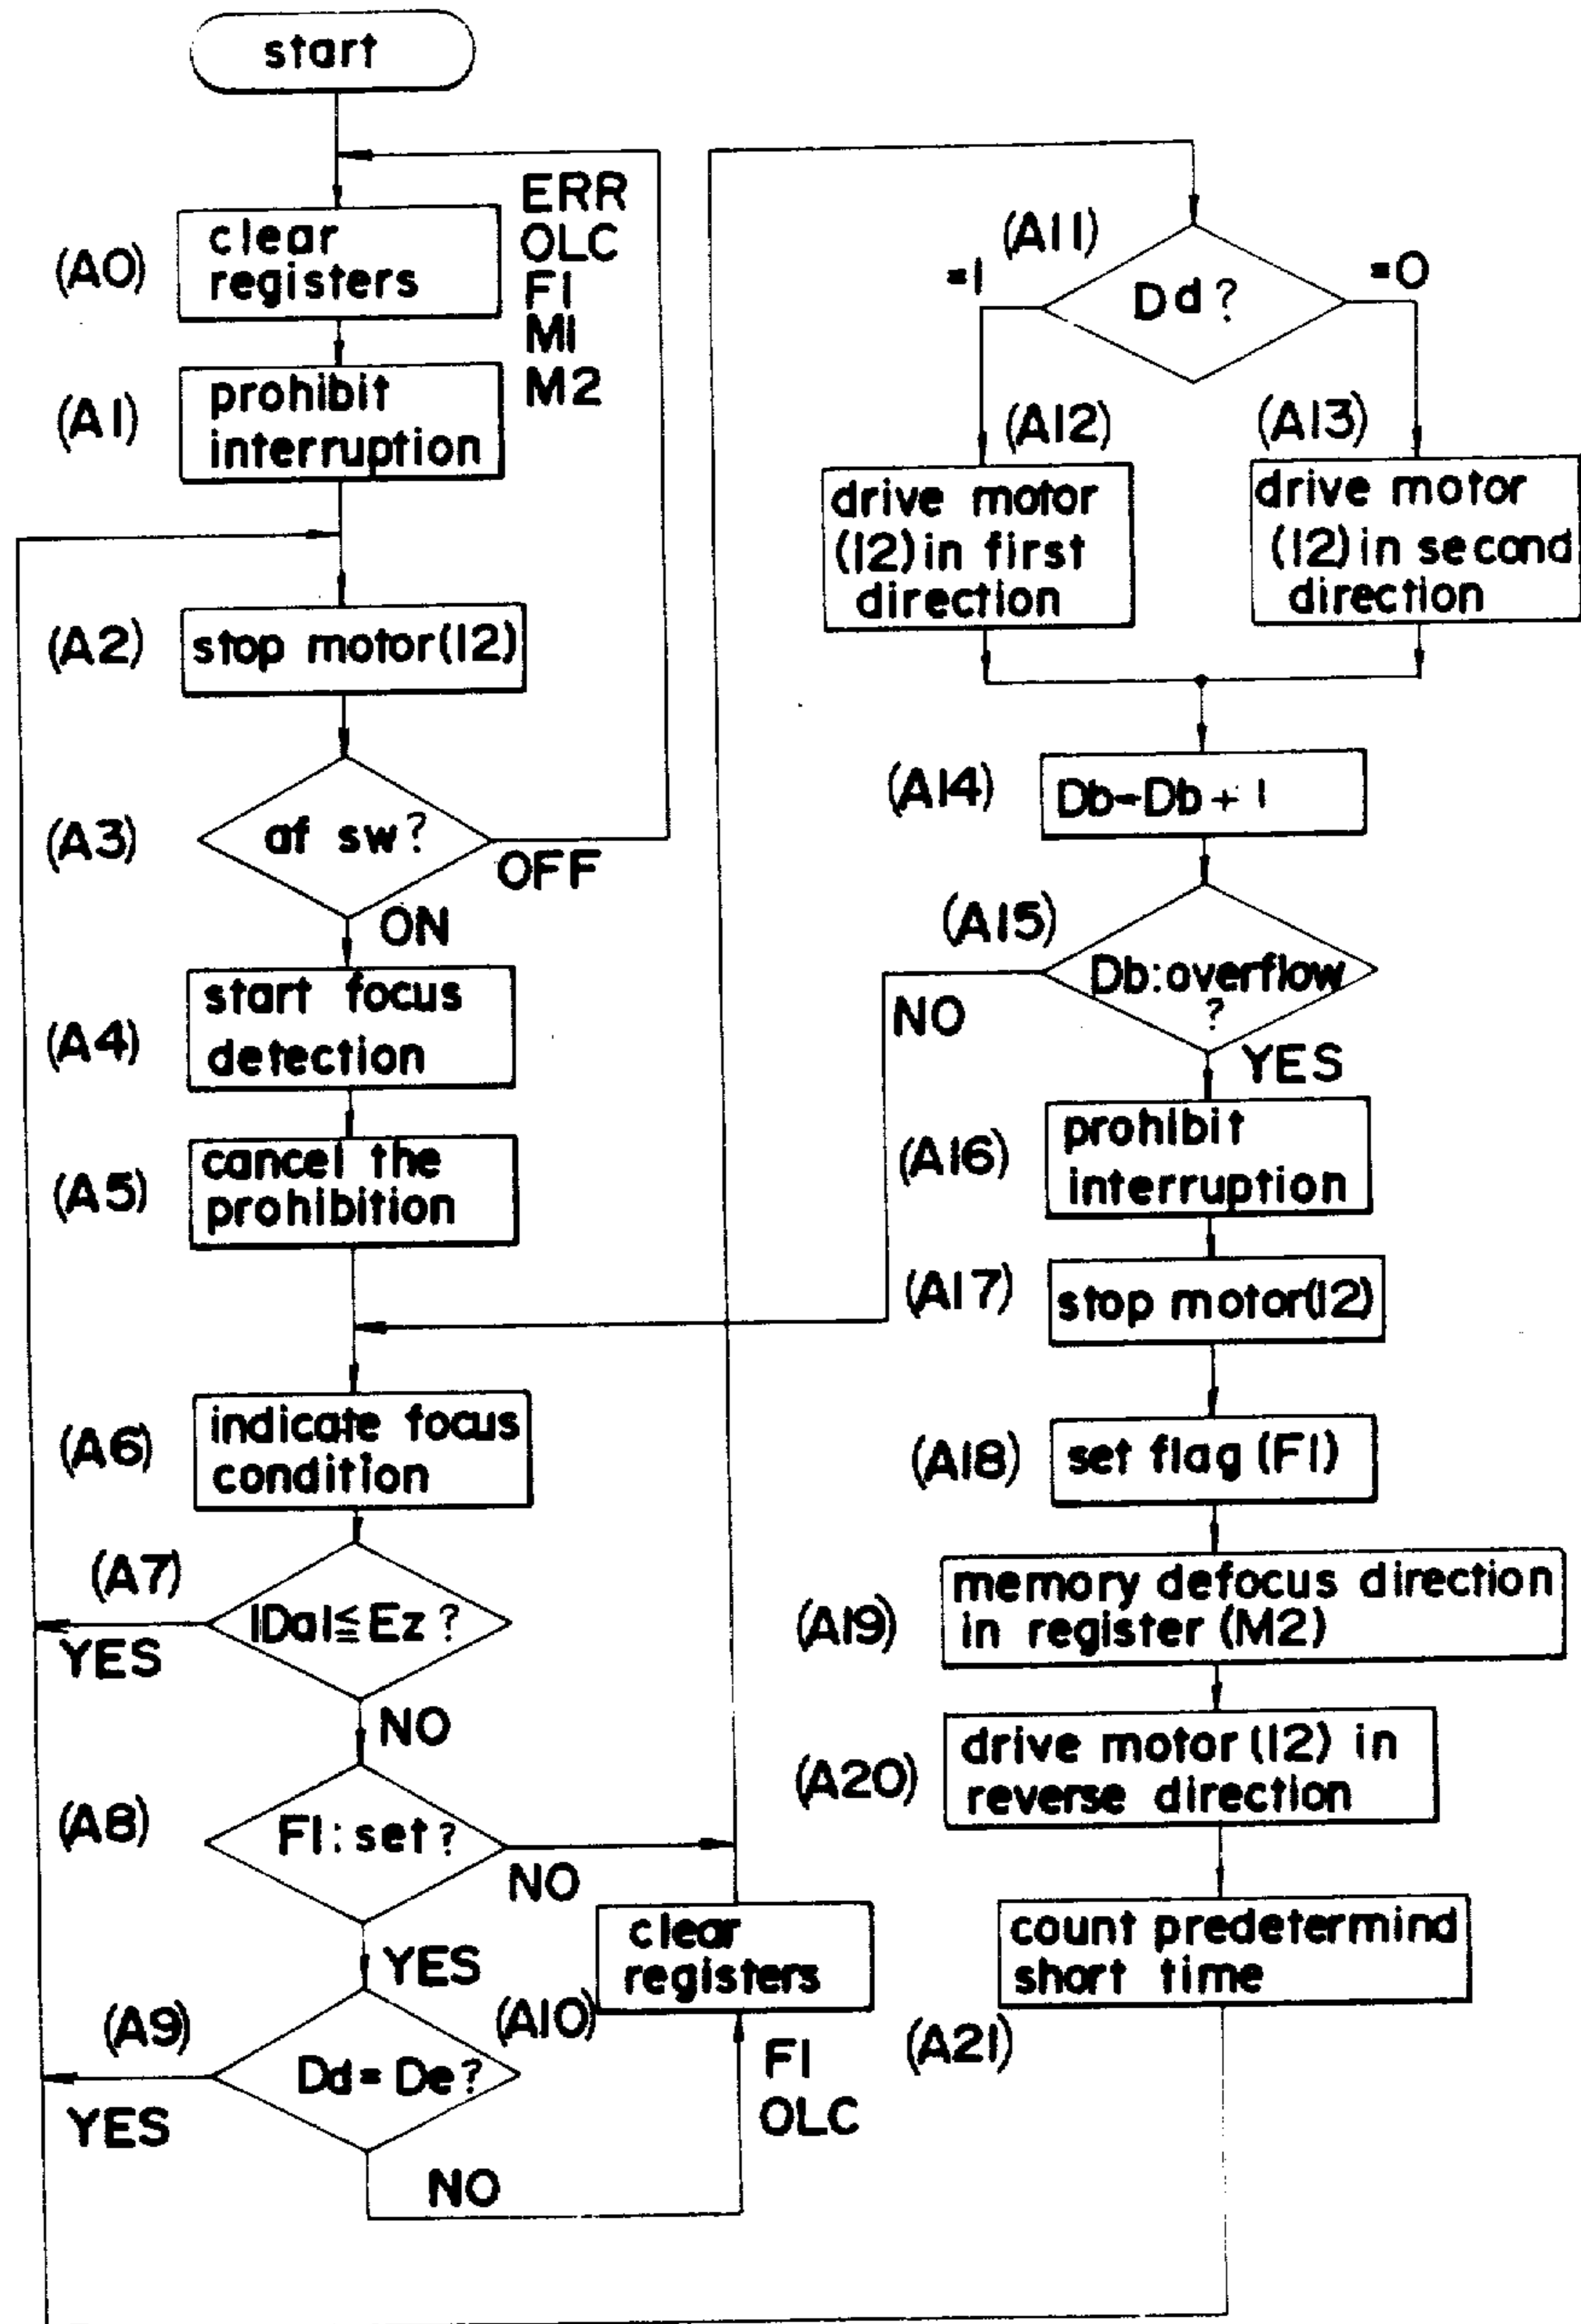 start
ERR
OLC
F1
M1
M2
(A0)
clear
registers
(A1)
prohibit
interruption
(A2)
stop motor(12)
(A3)
af sw?
OFF
ON
(A4)
start focus
detection
(A5)
cancel the
prohibition
(A6)
indicate focus
condition
(A7)
|Da|≦Ez?
YES
NO
(A8)
F1:set?
NO
YES
(A9)
Dd=De?
YES
NO
(A10)
clear
registers
F1
OLC
(A11)
Dd?
=1
=0
(A12)
drive motor
(12) in first
direction
(A13)
drive motor
(12) in second
direction
(A14)
Db-Db+1
(A15)
Db:overflow
?
NO
YES
(A16)
prohibit
interruption
(A17)
stop motor(12)
(A18)
set flag (F1)
(A19)
memory defocus direction
in register (M2)
(A20)
drive motor (12) in
reverse direction
(A21)
count predetermind
short time